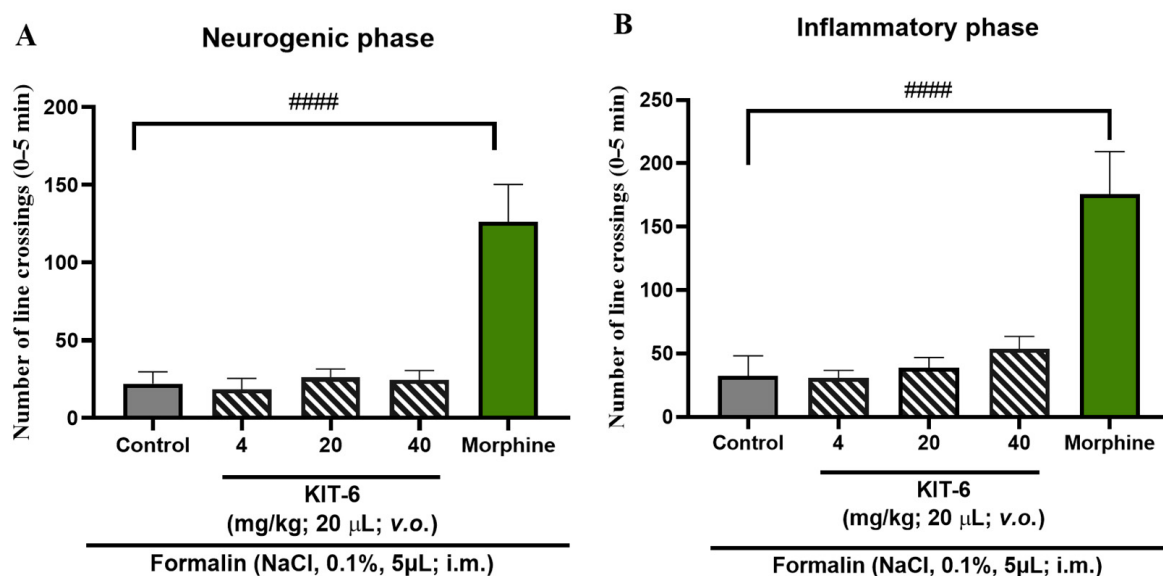 A
Neurogenic phase
####
Number of line crossings (0–5 min)
200
150
100
50
0
Control
4
20
40
Morphine
KIT-6
(mg/kg; 20 μL; v.o.)
Formalin (NaCl, 0.1%, 5μL; i.m.)
B
Inflammatory phase
####
Number of line crossings (0–5 min)
250
200
150
100
50
0
Control
4
20
40
Morphine
KIT-6
(mg/kg; 20 μL; v.o.)
Formalin (NaCl, 0.1%, 5μL; i.m.)